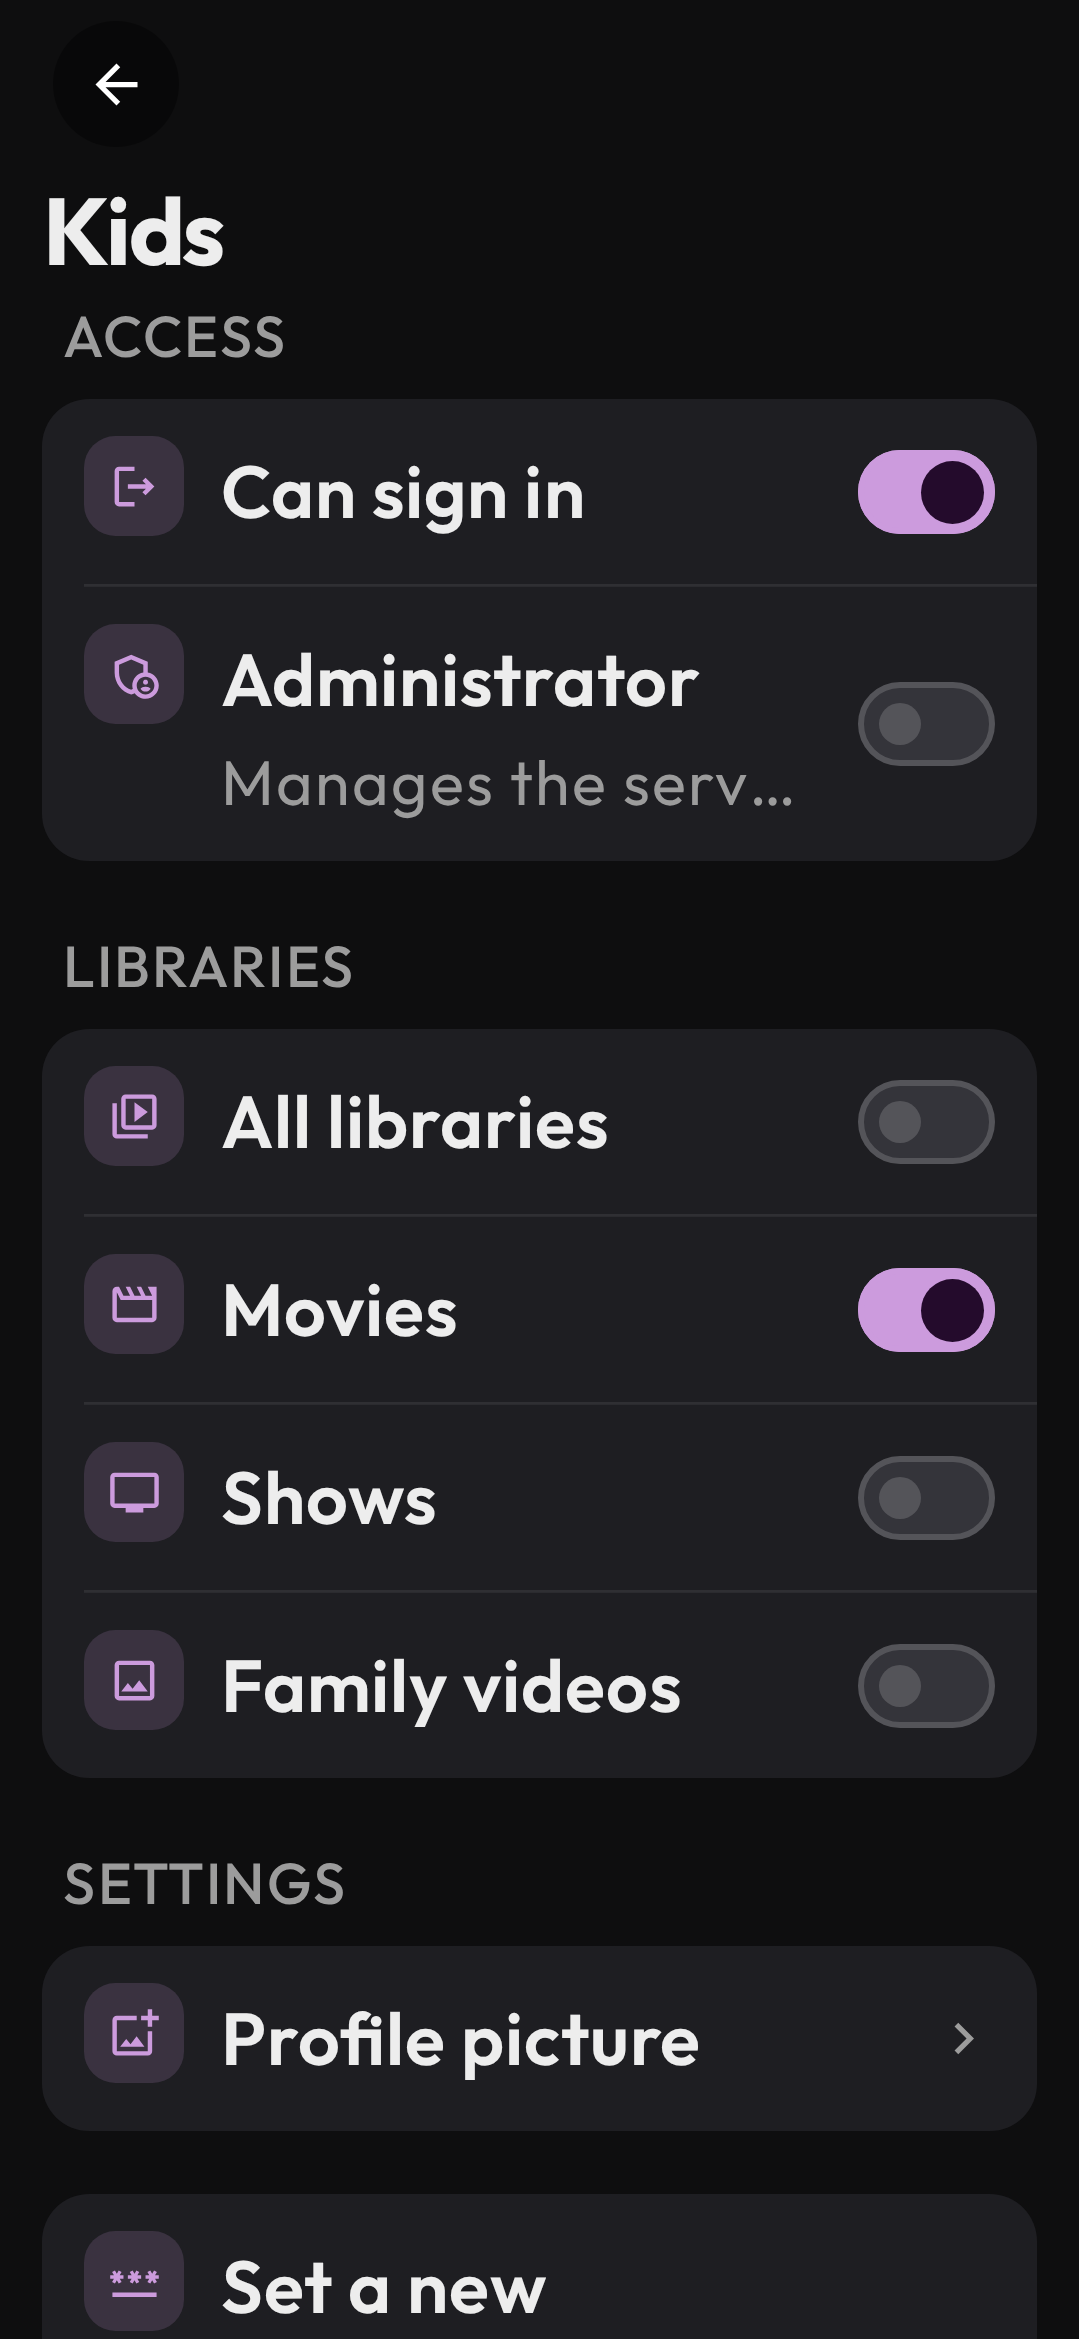 Kids
ACCESS
Can sign in
Administrator
Manages the serv...
LIBRARIES
All libraries
Movies
Shows
Family videos
SETTINGS
Profile picture
Set a new